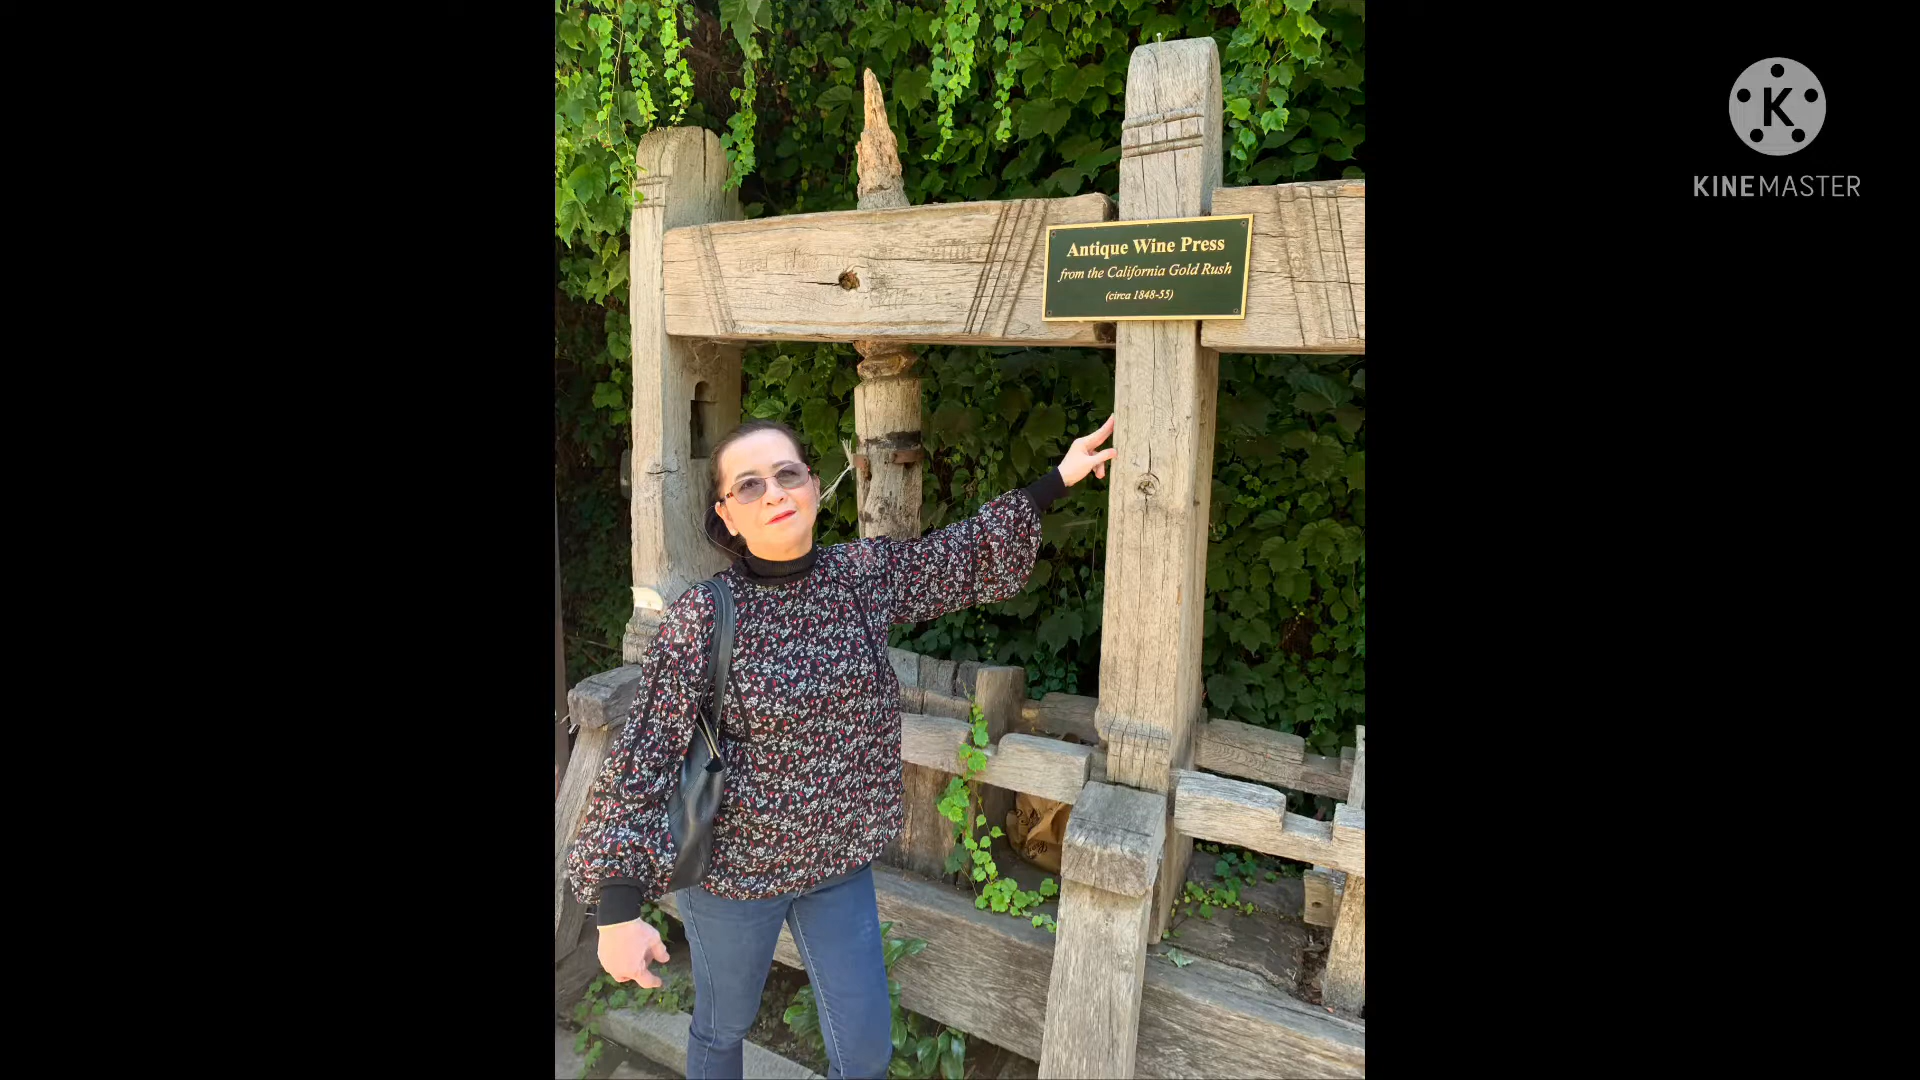 Antique Wine Press
from the California Gold Rush
(circa 1848-55)
K
KINEMASTER